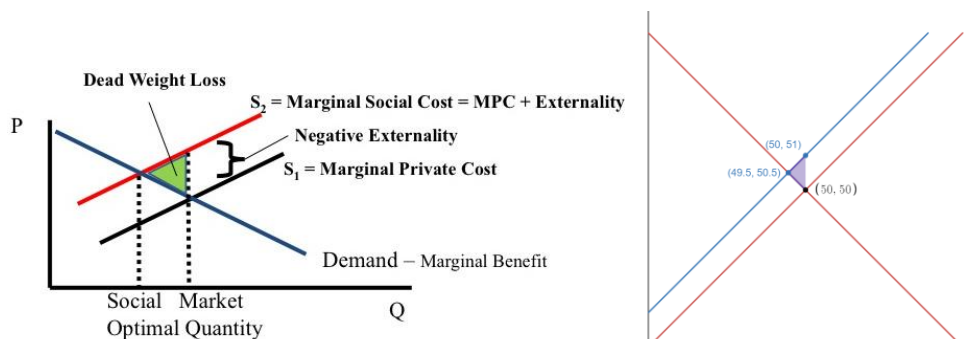 Dead Weight Loss
S2 = Marginal Social Cost = MPC + Externality
P
Negative Externality
S1 = Marginal Private Cost
Demand – Marginal Benefit
Social Market
Q
Optimal Quantity
(50, 51)
(49.5, 50.5)
(50, 50)